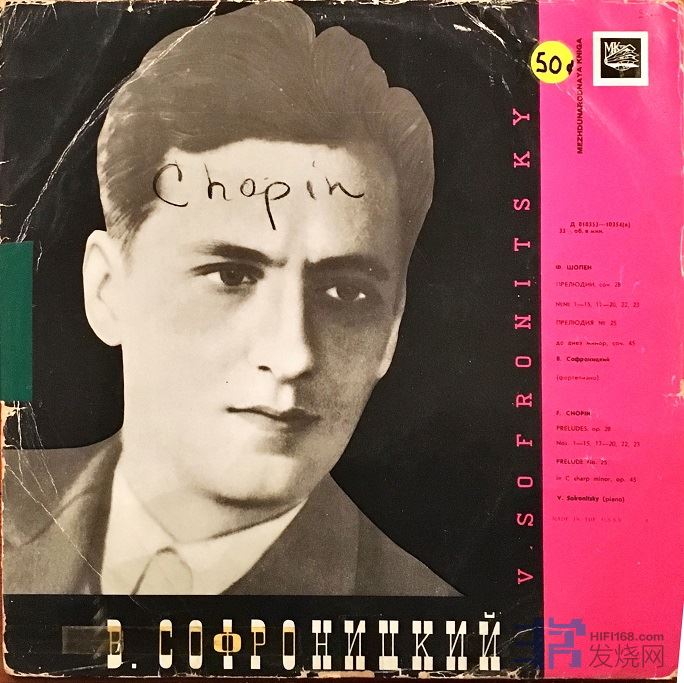 50¢
MK
MEZHDUNARODNAYA KNIGA
Chopin
V. SOFRONITSKY
Д 010353—10354(а)
33 об. в мин.
Ф. ШОПЕН
ПРЕЛЮДИИ, соч. 28
№№ 1—15, 17—20, 22, 23
ПРЕЛЮДИЯ № 25
до диез минор, соч. 45
В. Софроницкий
(фортепиано)
F. CHOPIN
PRELUDES, op. 28
Nos. 1—15, 17—20, 22, 23
PRELUDE No. 25
in C sharp minor, op. 45
V. Sofronitsky (piano)
MADE IN THE USSR
В. СОФРОНИЦКИЙ
HIFI168.com
发烧网